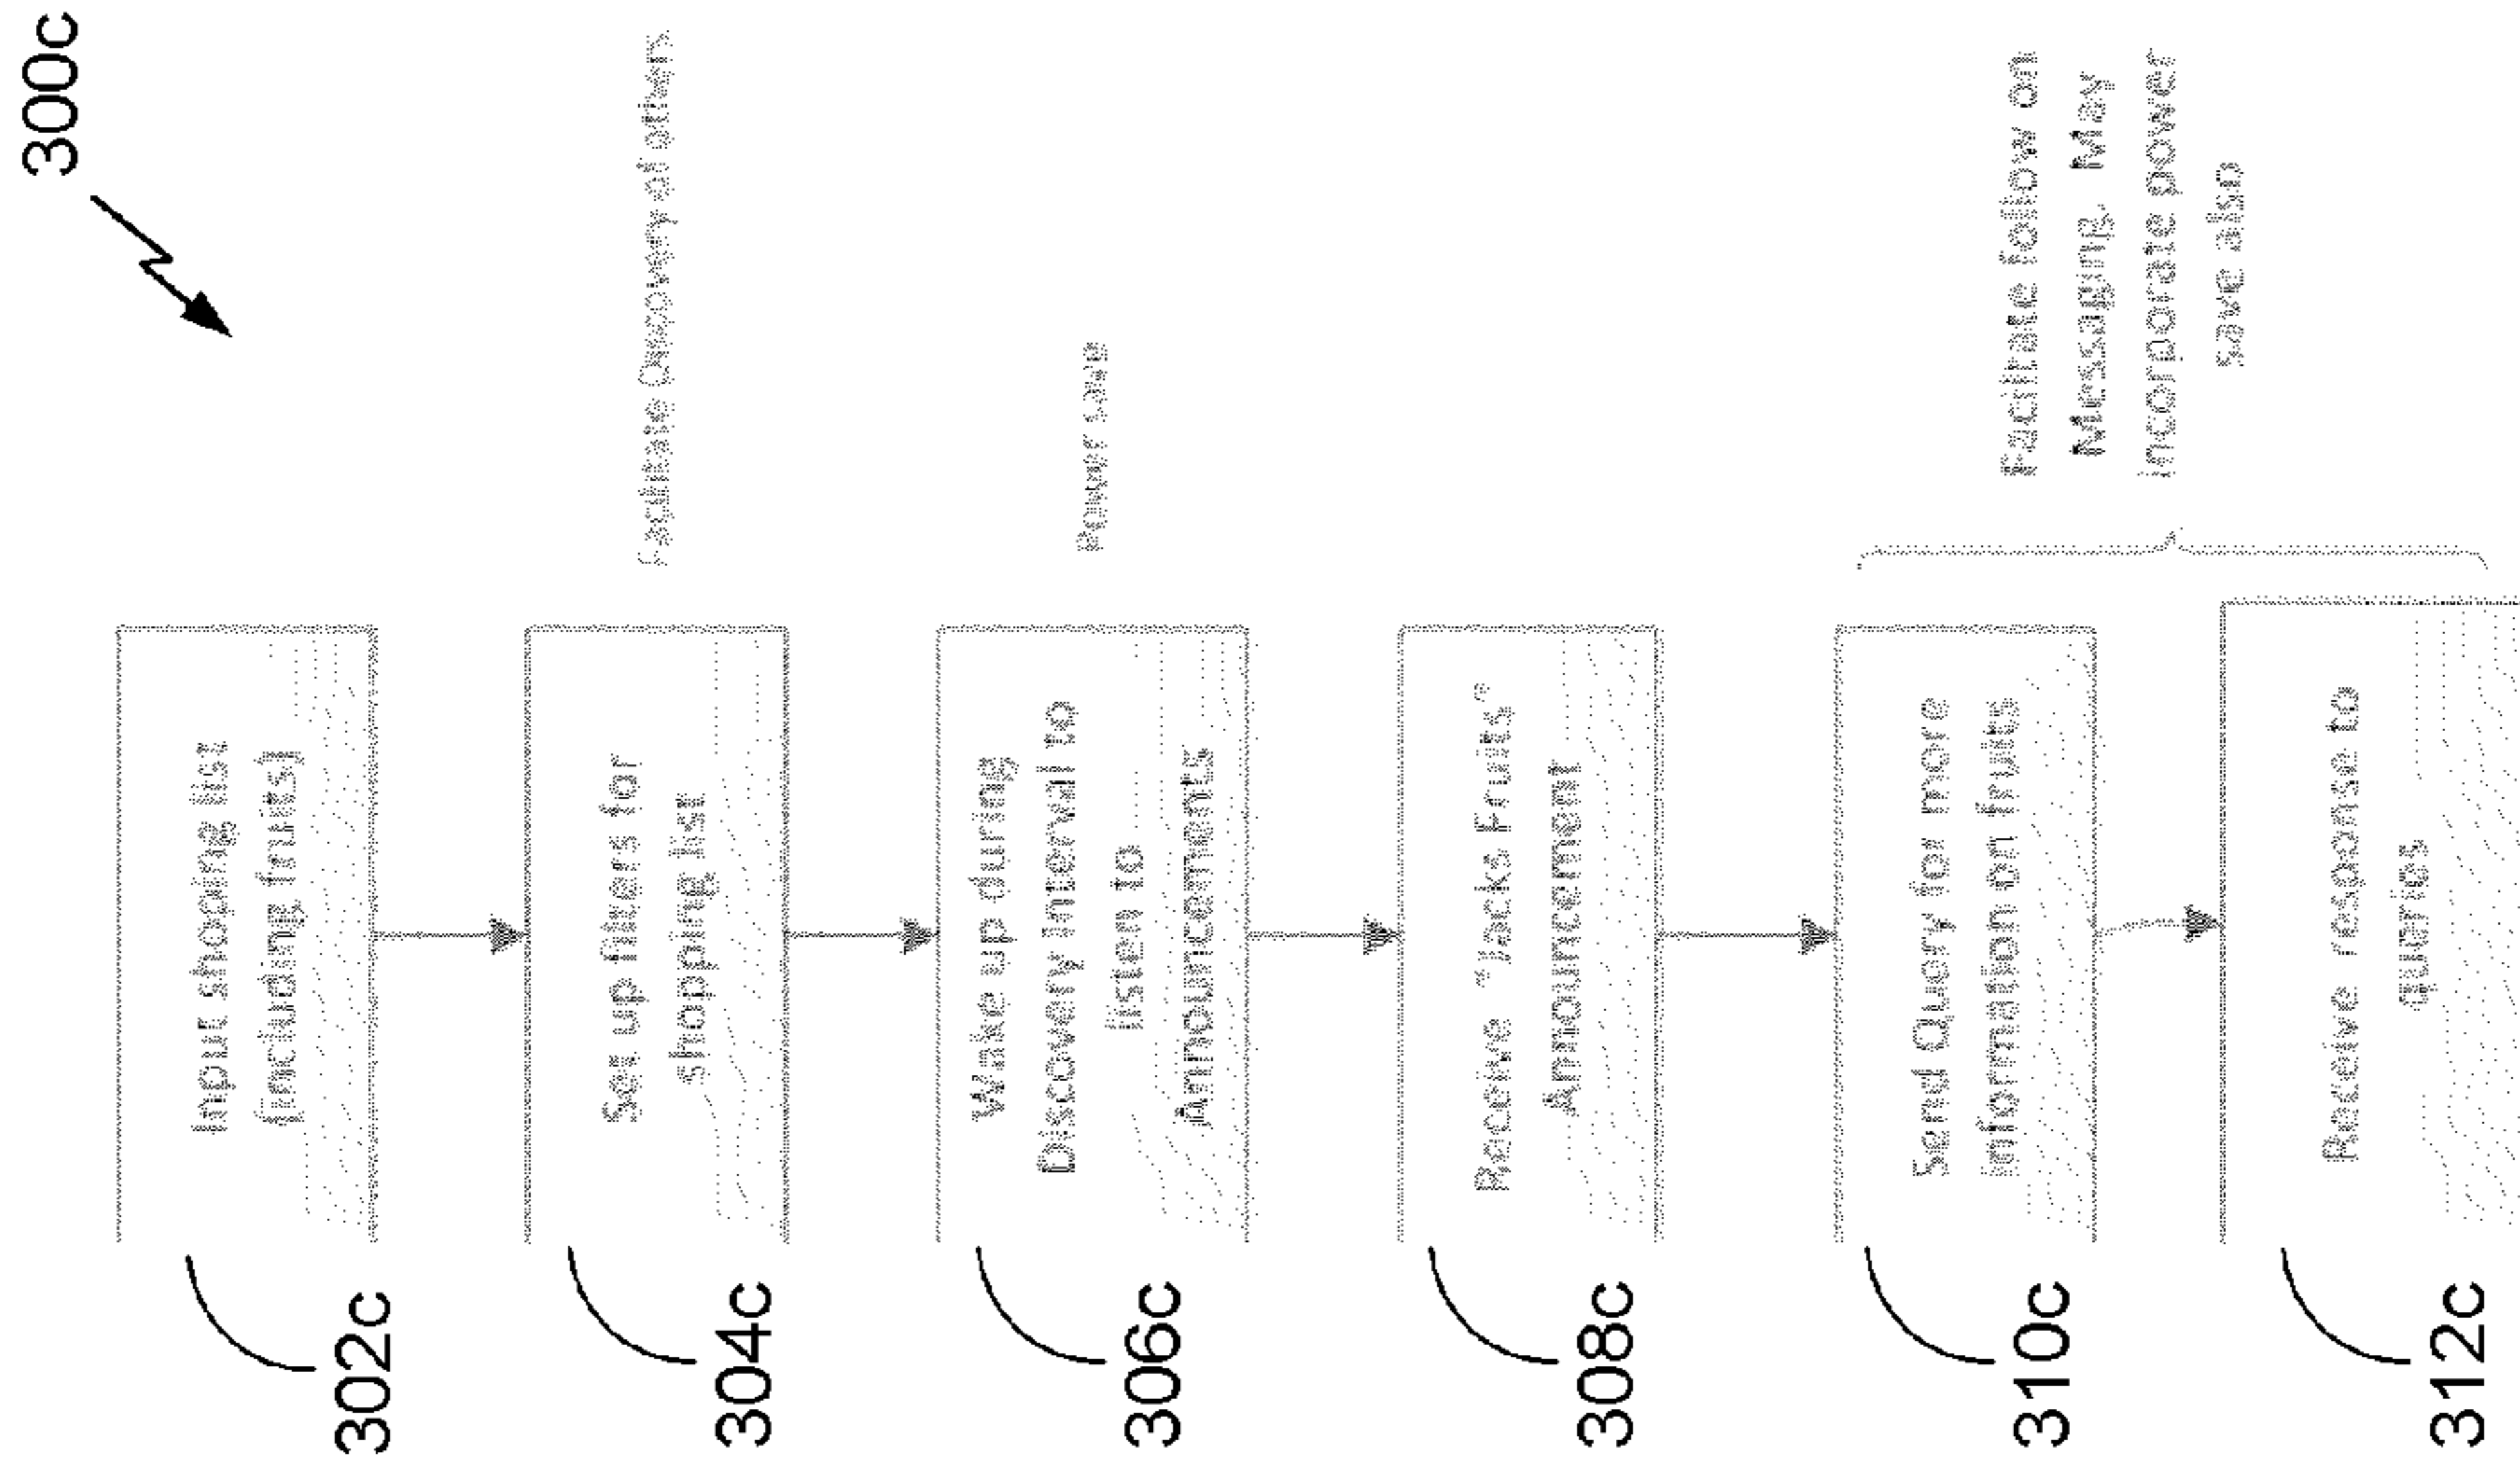 300c
302c
Input shopping list
(including fruits)
304c
Set up filters for
shopping list
Facilitate Discovery of others
306c
Wake up during
Discovery Interval to
listen to
Announcements
Power save
308c
Receive "Jacks Fruits"
Announcement
310c
Send Query for more
information on fruits
312c
Receive response to
queries
Facilitate follow on
Messaging. May
incorporate power
save also